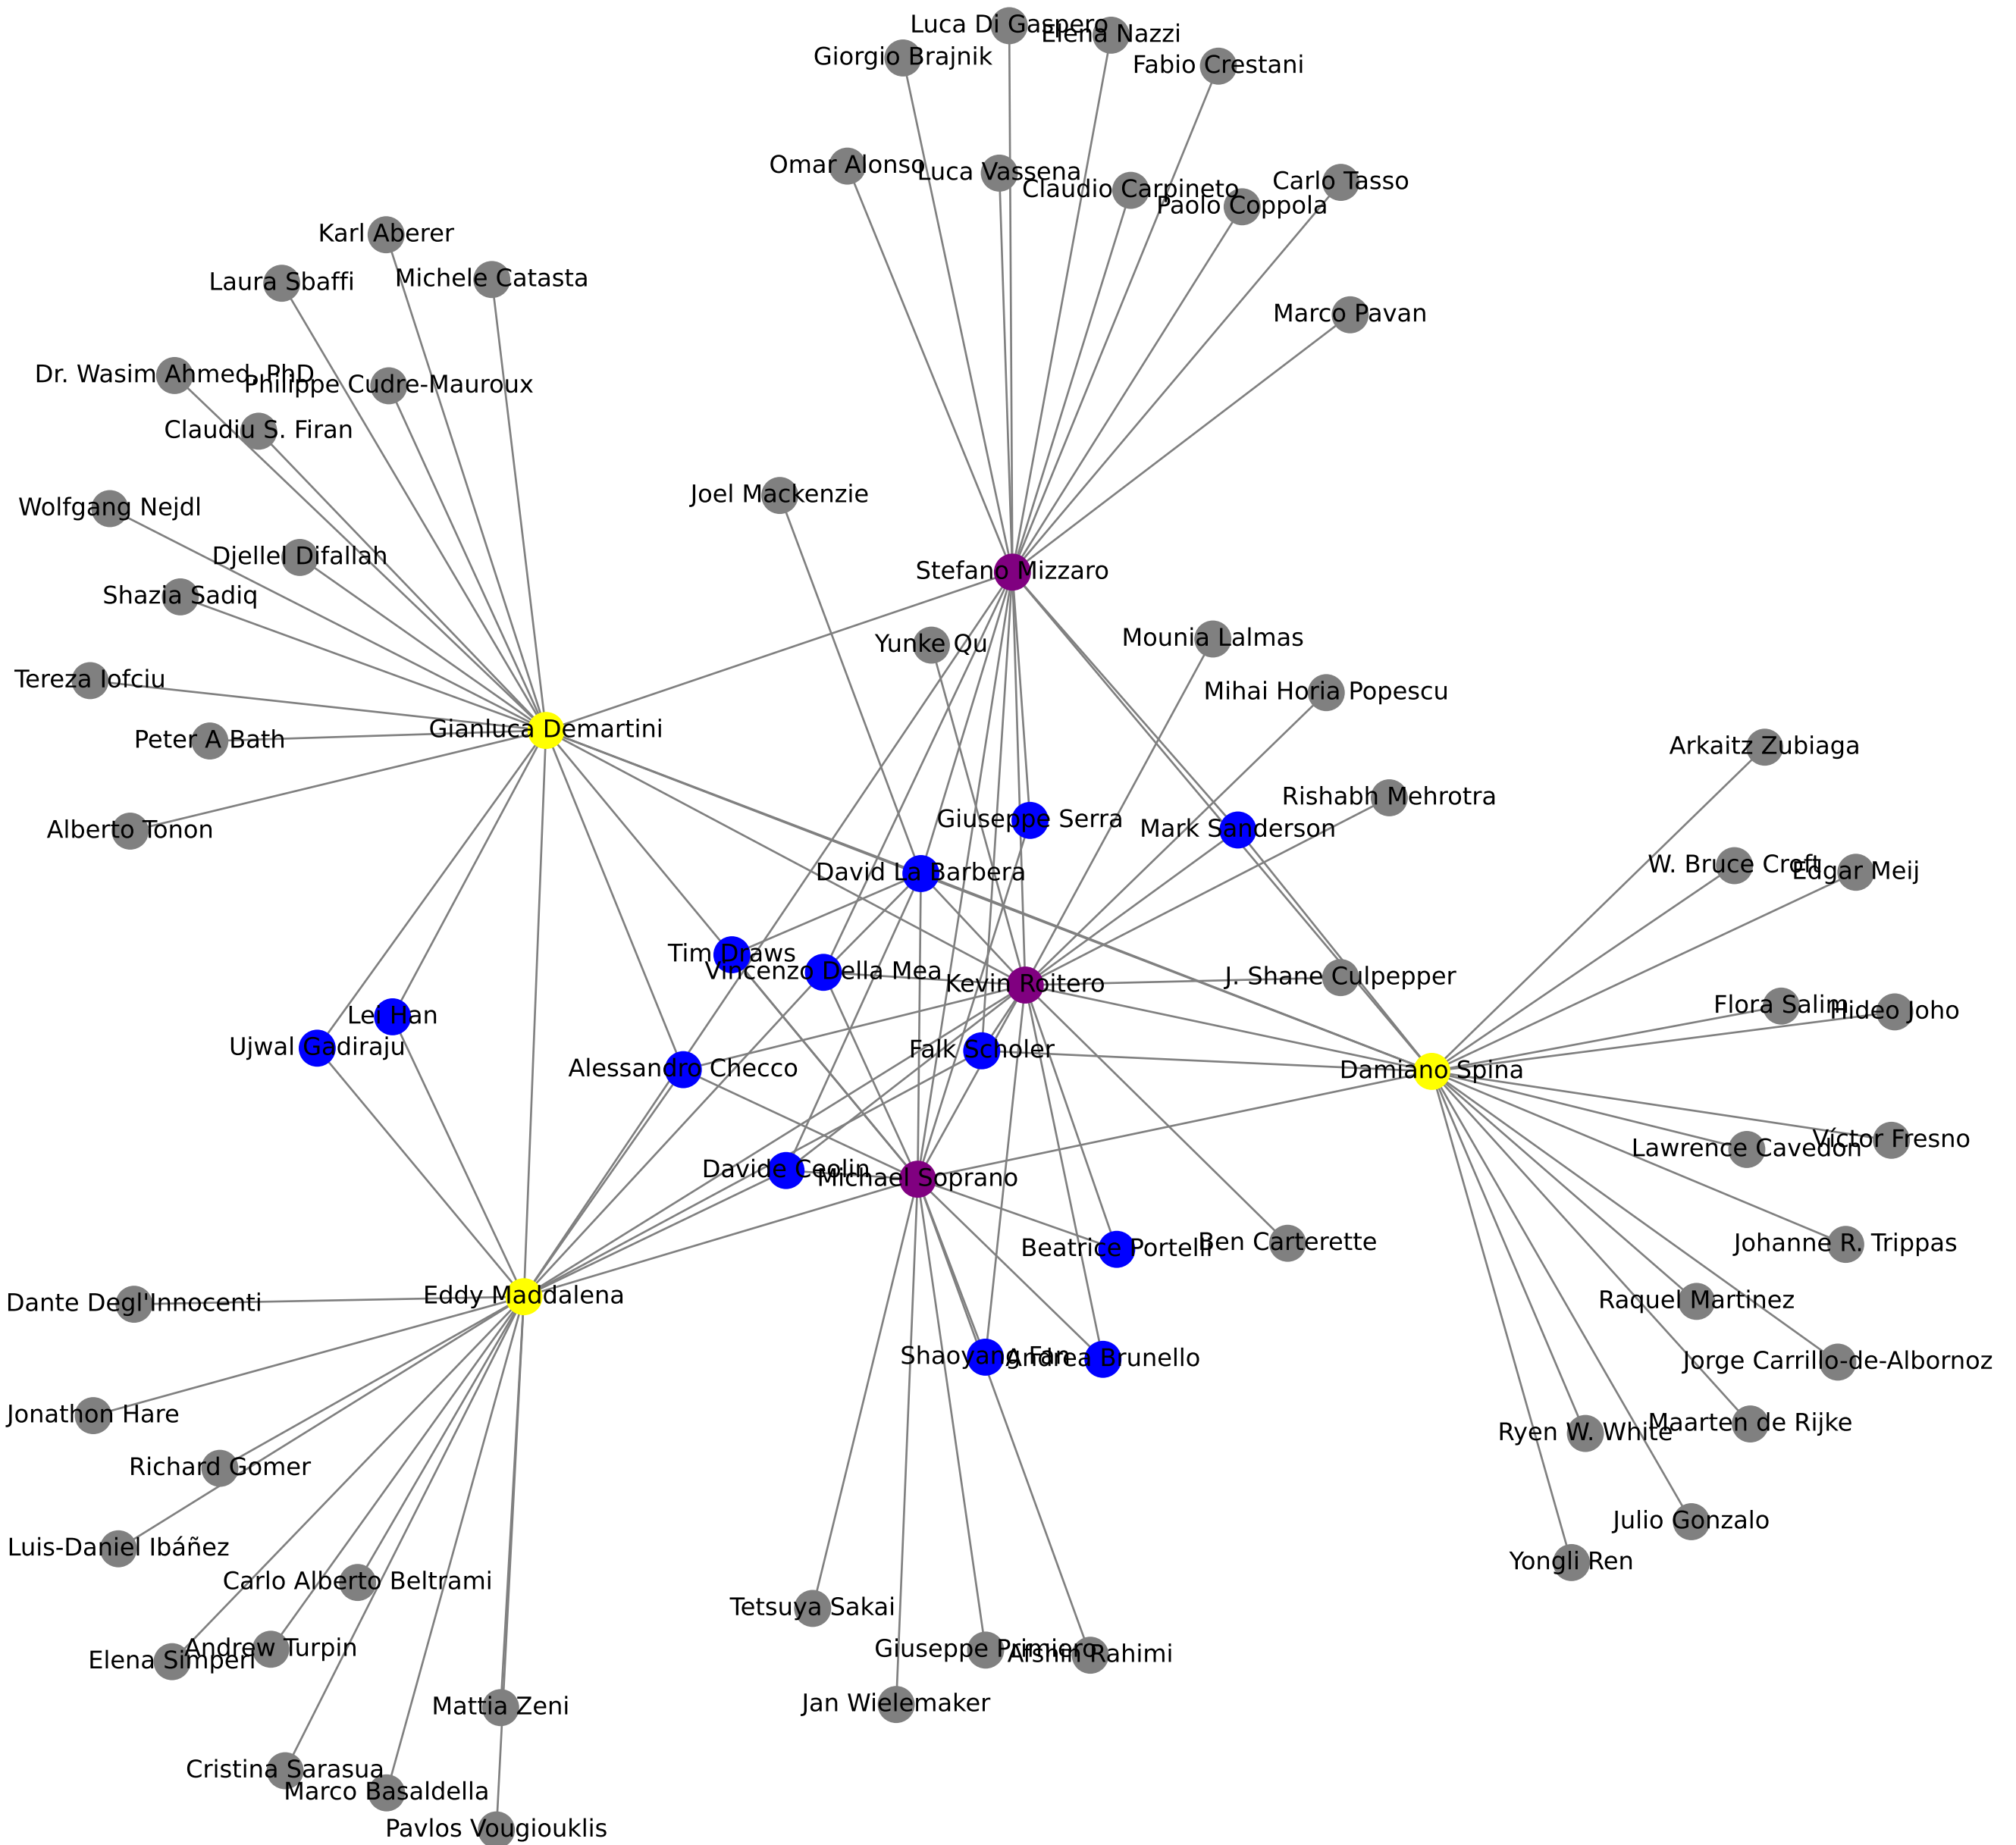 Luca Di Gaspero
Elena Nazzi
Giorgio Brajnik
Fabio Crestani
Omar Alonso
Luca Vassena
Claudio Carpineto
Carlo Tasso
Paolo Coppola
Karl Aberer
Laura Sbaffi
Michele Catasta
Marco Pavan
Dr. Wasim Ahmed, PhD
Philippe Cudre-Mauroux
Claudiu S. Firan
Joel Mackenzie
Wolfgang Nejdl
Djellel Difallah
Stefano Mizzaro
Shazia Sadiq
Yunke Qu
Mounia Lalmas
Tereza Iofciu
Mihai Horia Popescu
Gianluca Demartini
Peter A Bath
Arkaitz Zubiaga
Rishabh Mehrotra
Giuseppe Serra
Mark Sanderson
Alberto Tonon
W. Bruce Croft
Edgar Meij
David La Barbera
Tim Draws
Vincenzo Della Mea
J. Shane Culpepper
Kevin Roitero
Flora Salim
Hideo Joho
Lei Han
Ujwal Gadiraju
Falk Scholer
Alessandro Checco
Damiano Spina
Víctor Fresno
Lawrence Cavedon
Davide Ceolin
Michael Soprano
Beatrice Portelli
Ben Carterette
Johanne R. Trippas
Eddy Maddalena
Dante Degl'Innocenti
Raquel Martinez
Shaoyang Fan
Andrea Brunello
Jorge Carrillo-de-Albornoz
Jonathon Hare
Maarten de Rijke
Ryen W. White
Richard Gomer
Julio Gonzalo
Luis-Daniel Ibáñez
Yongli Ren
Carlo Alberto Beltrami
Tetsuya Sakai
Andrew Turpin
Giuseppe Primiero
Afshin Rahimi
Elena Simperl
Jan Wielemaker
Mattia Zeni
Cristina Sarasua
Marco Basaldella
Pavlos Vougiouklis